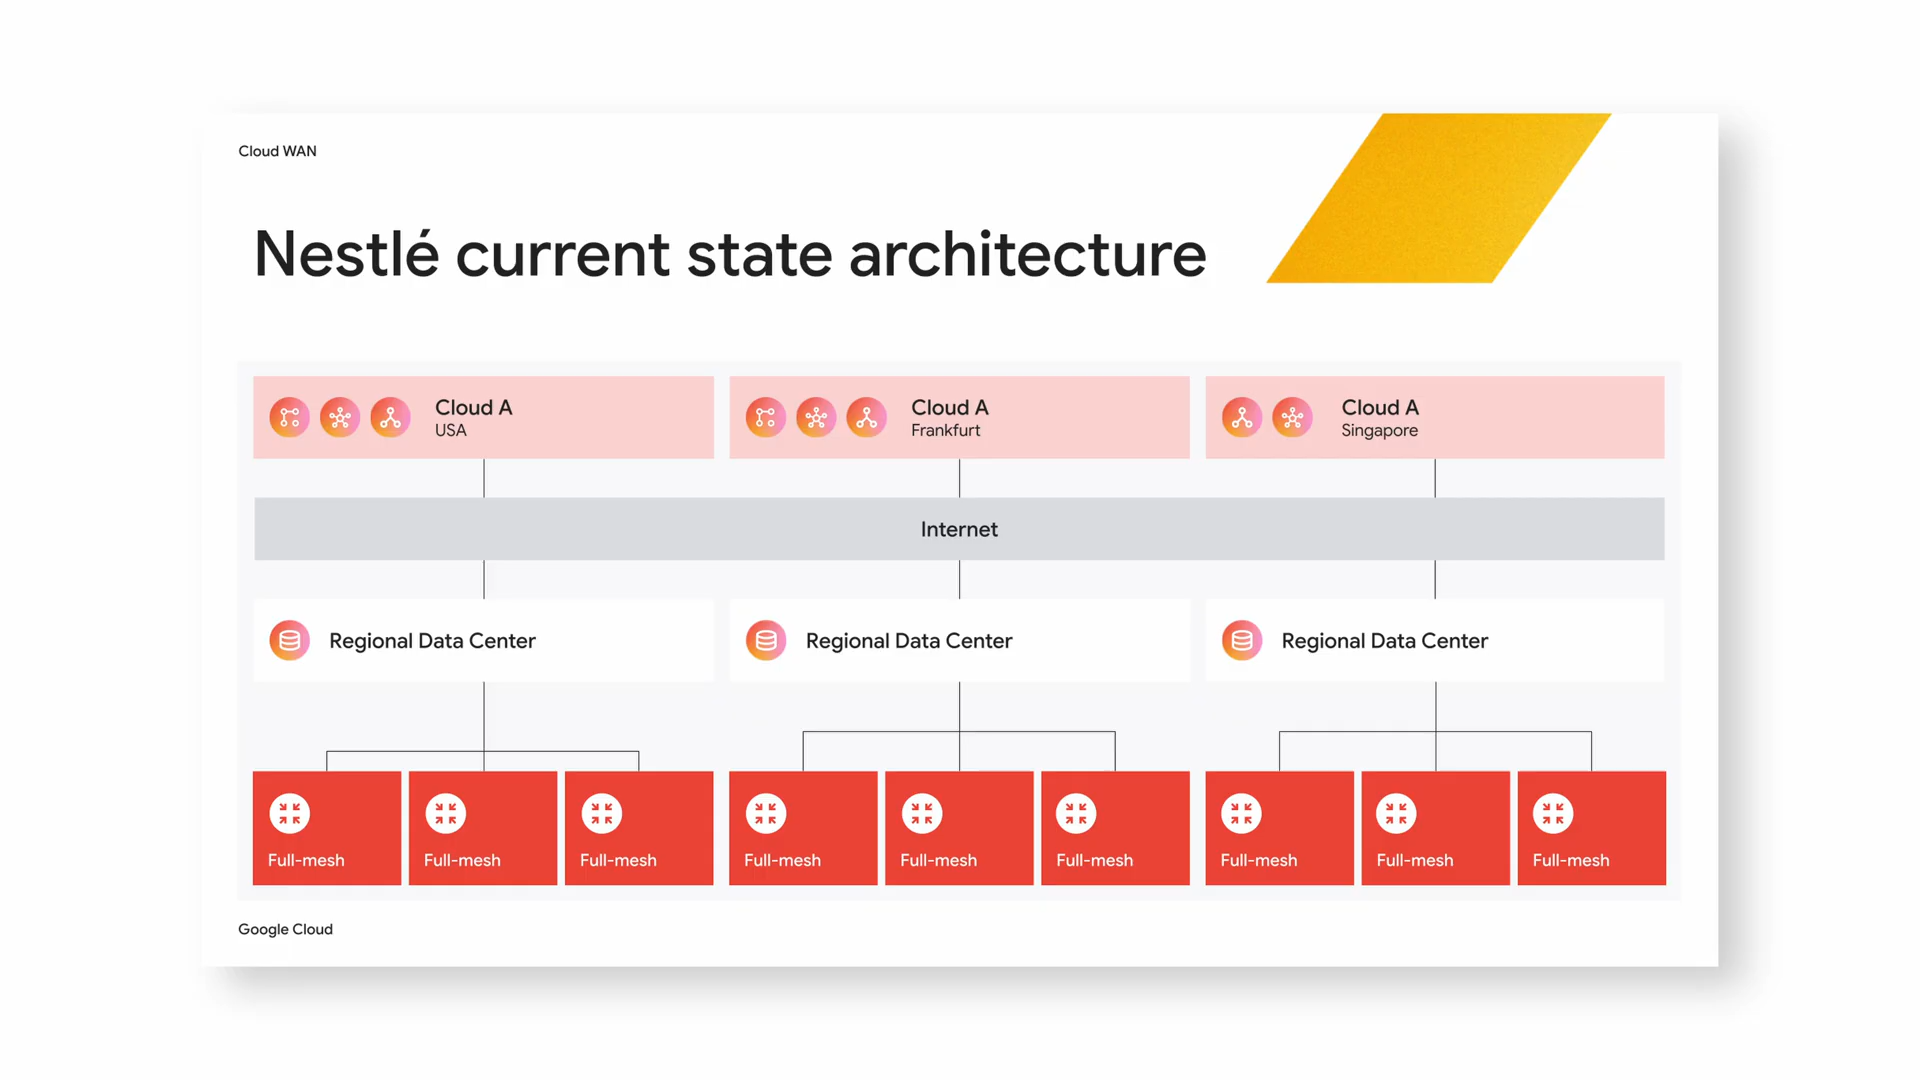 Cloud WAN
Nestlé current state architecture
Cloud A
USA
Cloud A
Frankfurt
Cloud A
Singapore
Internet
Regional Data Center
Regional Data Center
Regional Data Center
Full-mesh
Full-mesh
Full-mesh
Full-mesh
Full-mesh
Full-mesh
Full-mesh
Full-mesh
Full-mesh
Google Cloud